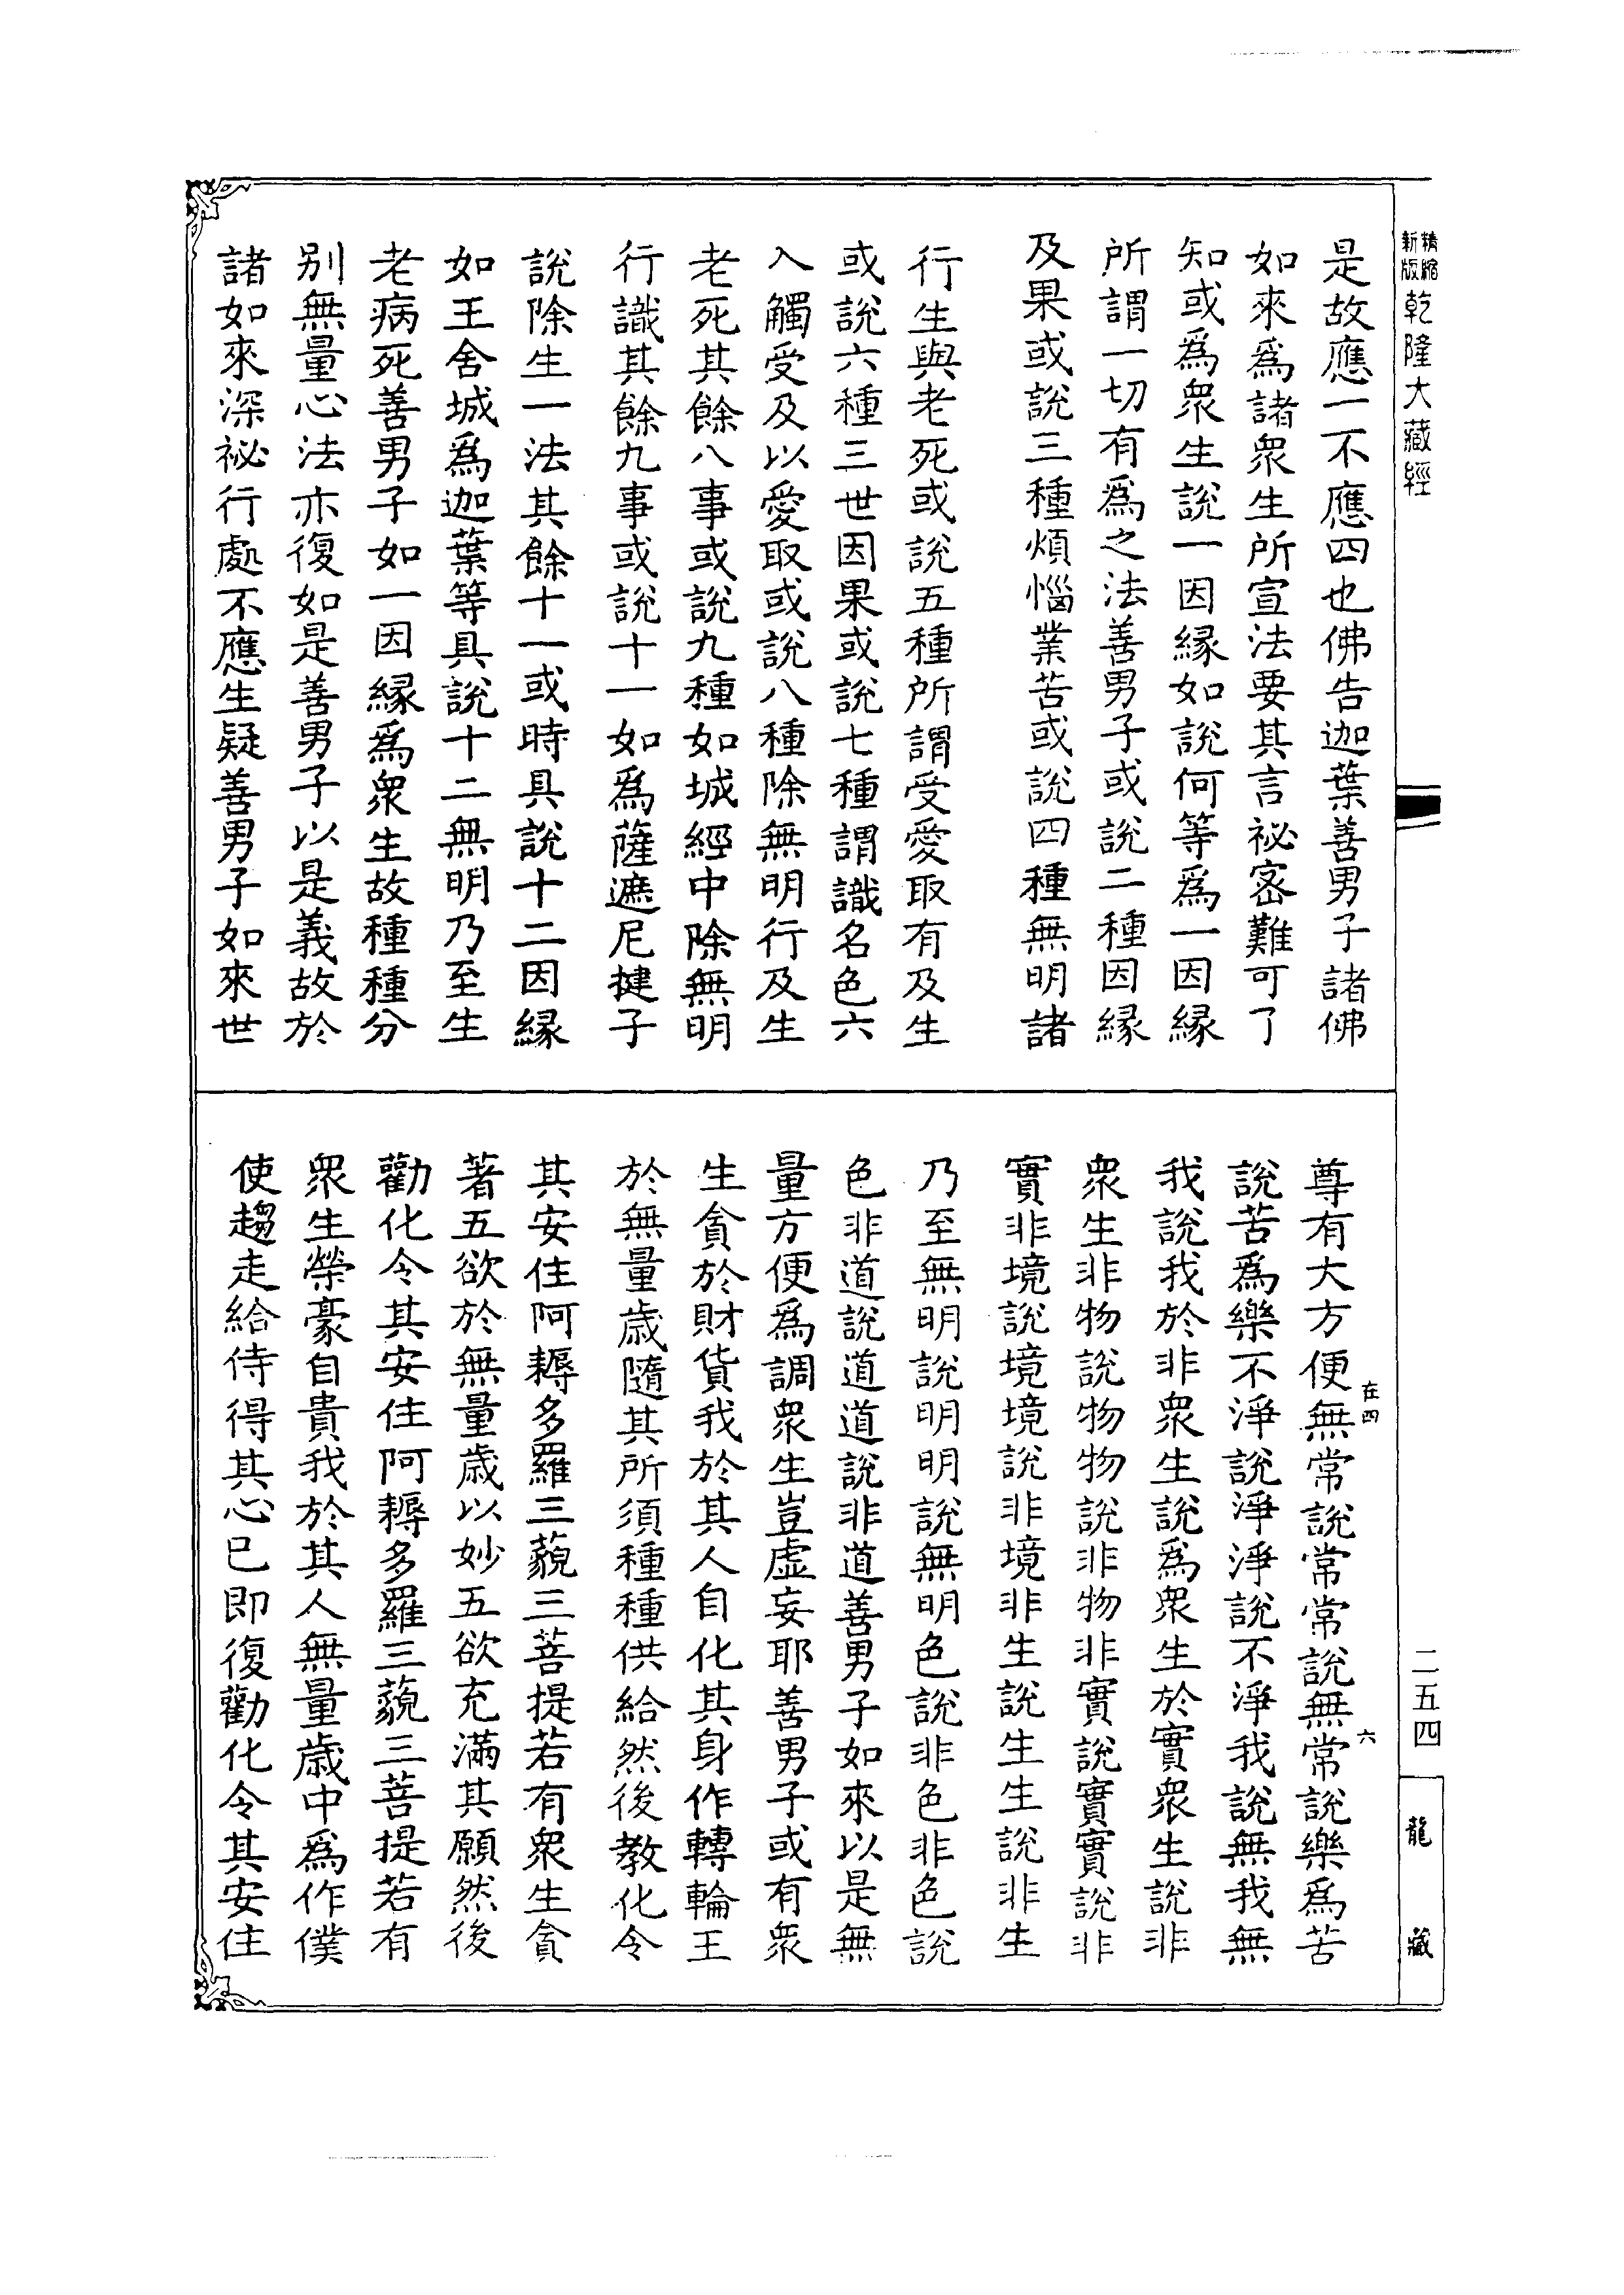 精縮
新版
乾隆大藏經
是故應一不應四也佛告迦葉善男子諸佛
如來爲諸衆生所宣法要其言祕密難可了
知或爲衆生說一因緣如說何等爲一因緣
所謂一切有爲之法善男子或說二種因緣
及果或說三種煩惱業苦或說四種無明諸
行生與老死或說五種所謂受愛取有及生
或說六種三世因果或說七種謂識名色六
入觸受及以愛取或說八種除無明行及生
老死其餘八事或說九種如城經中除無明
行識其餘九事或說十一如爲薩遮尼揵子
說除生一法其餘十一或時具說十二因緣
如王舍城爲迦葉等具說十二無明乃至生
老病死善男子如一因緣爲衆生故種種分
別無量心法亦復如是善男子以是義故於
諸如來深祕行處不應生疑善男子如來世
尊有大方便無常說常常說無常說樂爲苦
說苦爲樂不淨說淨淨說不淨我說無我無
我說我於非衆生說爲衆生於實衆生說非
衆生非物說物物說非物非實說實實說非
實非境說境境說非境非生說生生說非生
乃至無明說明明說無明色說非色非色說
色非道說道道說非道善男子如來以是無
量方便爲調衆生豈虛妄耶善男子或有衆
生貪於財貨我於其人自化其身作轉輪王
於無量歲隨其所須種種供給然後教化令
其安住阿耨多羅三藐三菩提若有衆生貪
著五欲於無量歲以妙五欲充滿其願然後
勸化令其安住阿耨多羅三藐三菩提若有
衆生榮豪自貴我於其人無量歲中爲作僕
使趨走給侍得其心已即復勸化令其安住
在四
六
二五四
龍藏